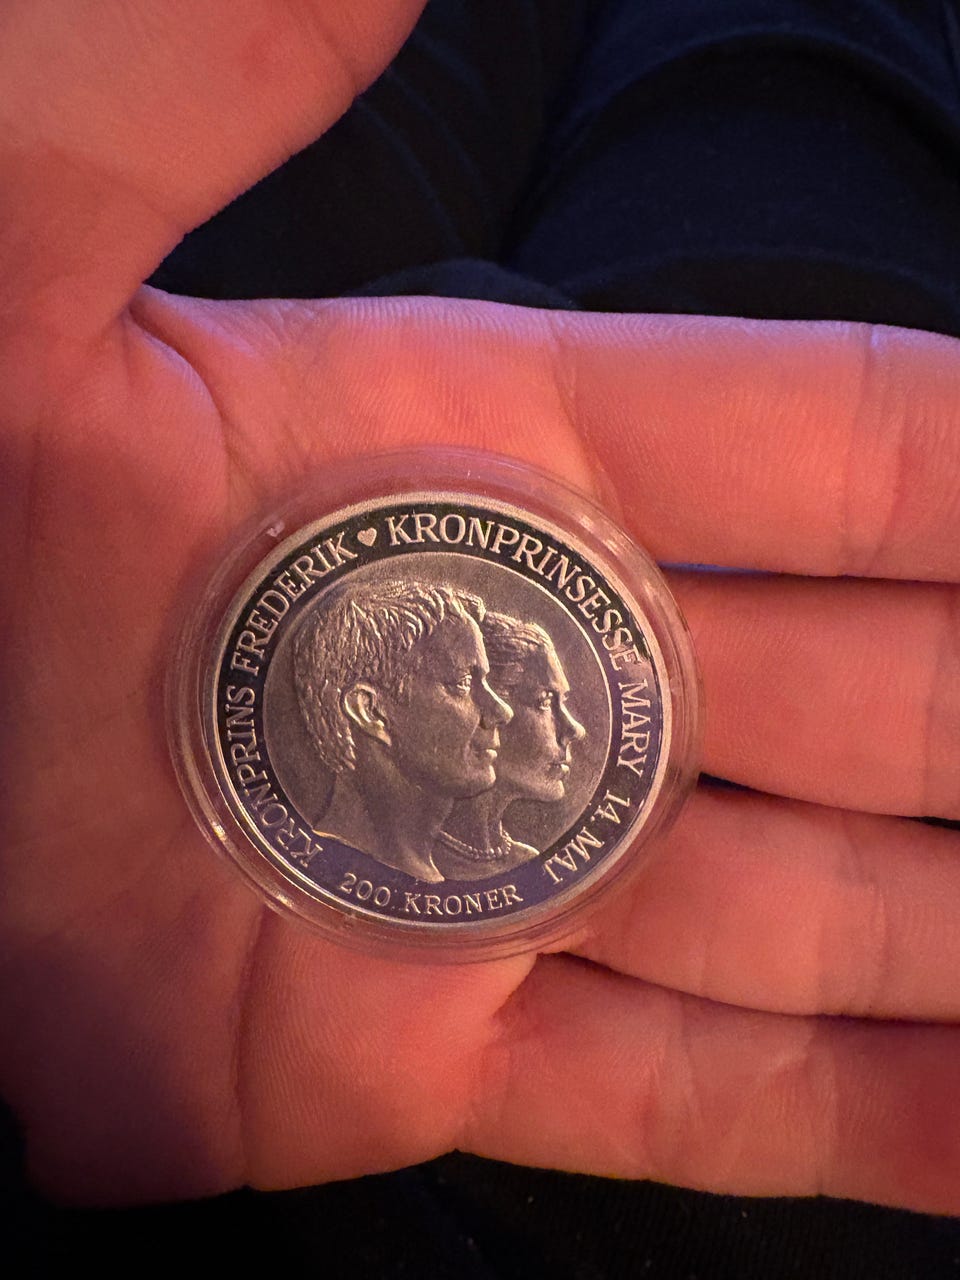 KRONPRINS FREDERIK ♥ KRONPRINSESSE MARY 14. MAJ
200 KRONER